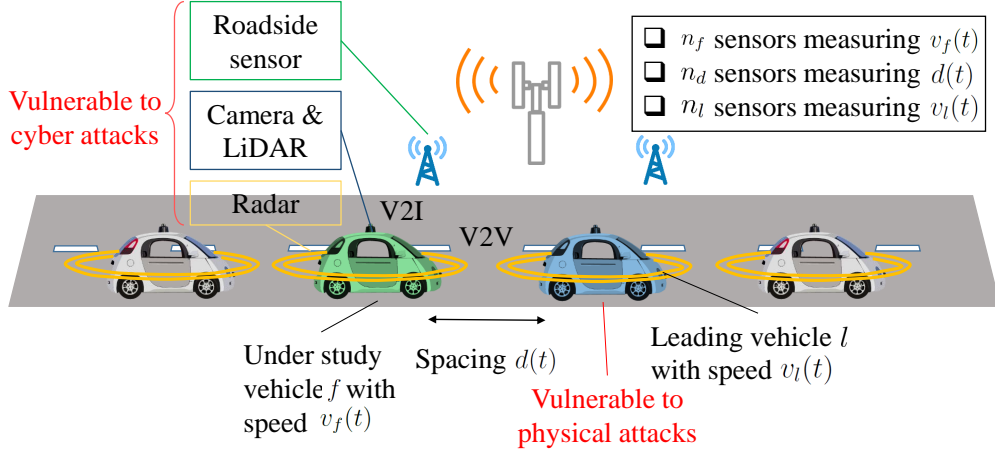 Roadside
sensor
Vulnerable to
cyber attacks
Camera &
LiDAR
Radar
❑ n_f sensors measuring v_f(t)
❑ n_d sensors measuring d(t)
❑ n_l sensors measuring v_l(t)
V2I
V2V
Under study
vehicle f with
speed v_f(t)
Spacing d(t)
Leading vehicle l
with speed v_l(t)
Vulnerable to
physical attacks